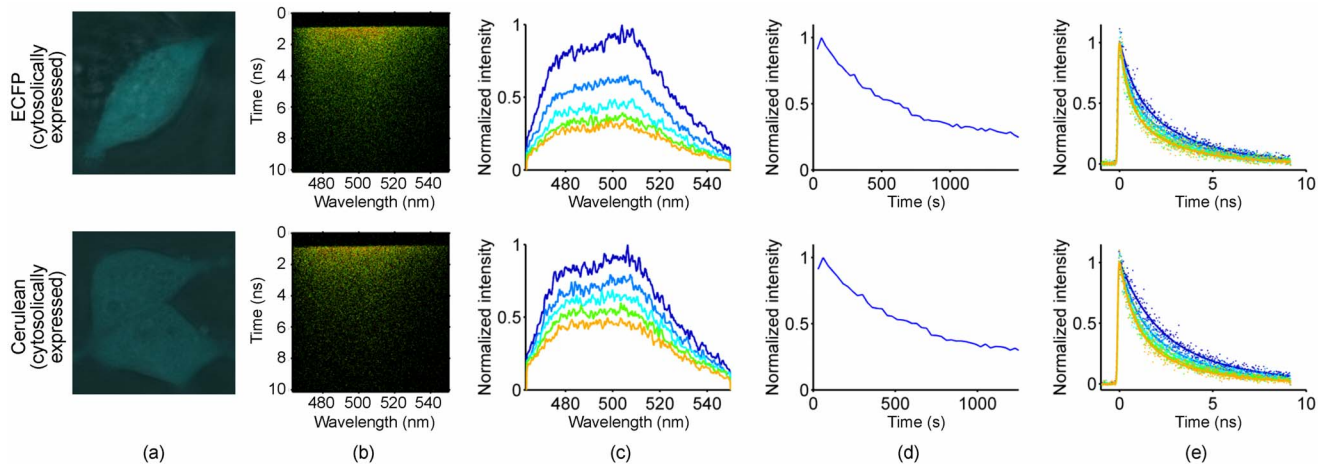 ECFP
(cytosolically
expressed)
Time (ns)
0
2
4
6
8
10
480 500 520 540
Wavelength (nm)
Normalized intensity
1
0.5
0
480 500 520 540
Wavelength (nm)
Normalized intensity
1
0.5
0
0 500 1000
Time (s)
Normalized intensity
1
0.5
0
0 5 10
Time (ns)
Cerulean
(cytosolically
expressed)
Time (ns)
0
2
4
6
8
10
480 500 520 540
Wavelength (nm)
Normalized intensity
1
0.5
0
480 500 520 540
Wavelength (nm)
Normalized intensity
1
0.5
0
0 500 1000
Time (s)
Normalized intensity
1
0.5
0
0 5 10
Time (ns)
(a) (b) (c) (d) (e)